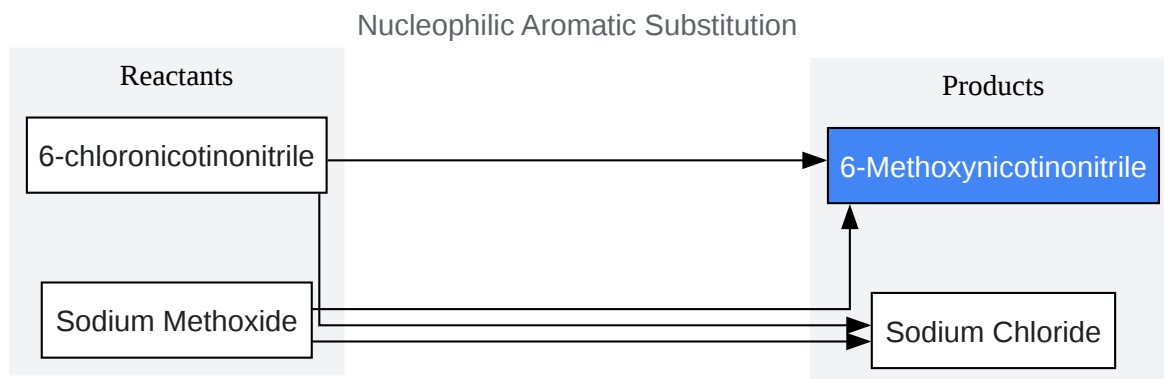 Nucleophilic Aromatic Substitution
Reactants
Products
6-chloronicotinonitrile
6-Methoxynicotinonitrile
Sodium Methoxide
Sodium Chloride